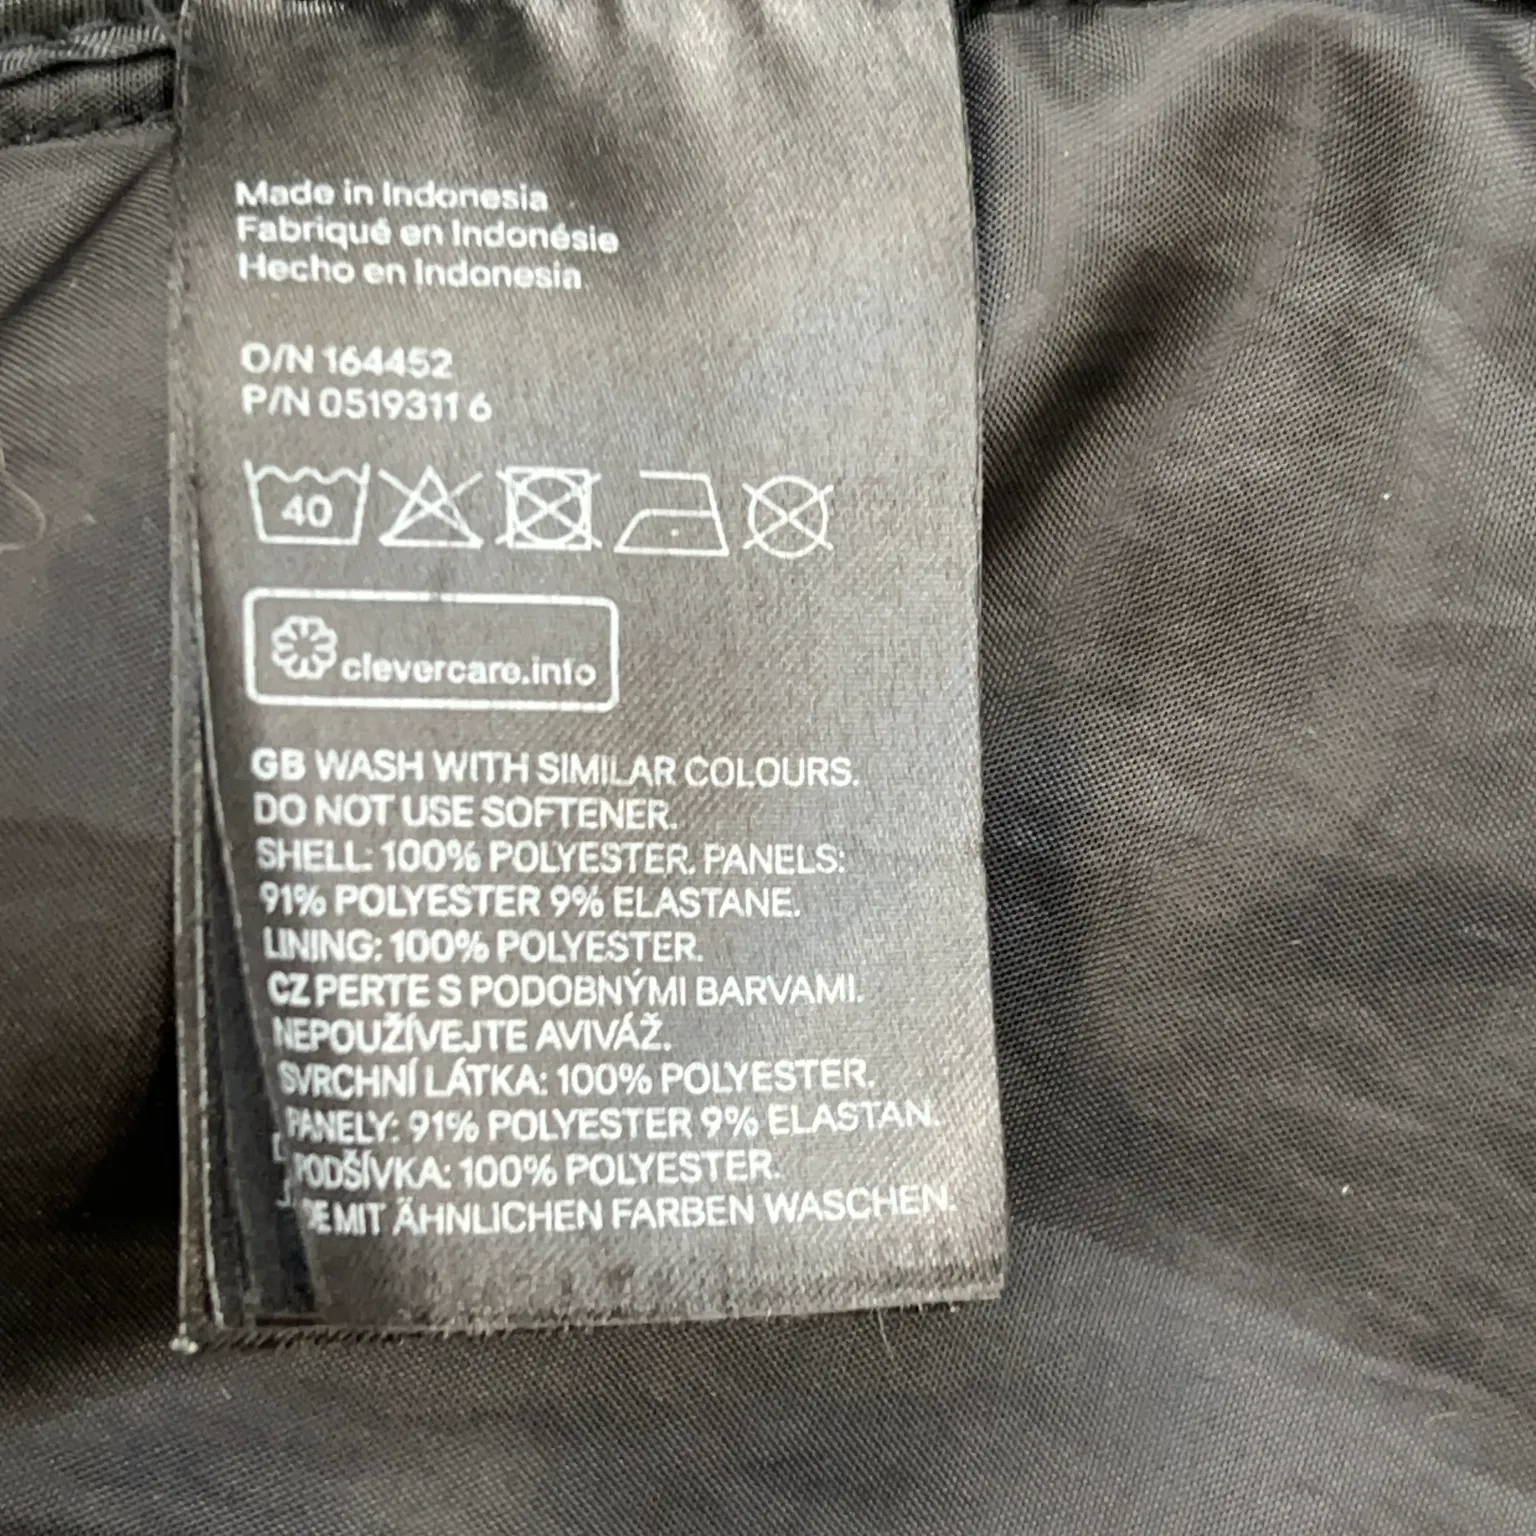 Made in Indonesia
Fabriqué en Indonésie
Hecho en Indonesia
O/N 164452
P/N 0519311 6
40
clevercare.info
GB WASH WITH SIMILAR COLOURS.
DO NOT USE SOFTENER.
SHELL: 100% POLYESTER. PANELS:
91% POLYESTER 9% ELASTANE.
LINING: 100% POLYESTER.
CZ PERTE S PODOBNÝMI BARVAMI.
NEPOUŽÍVEJTE AVIVÁŽ.
SVRCHNÍ LÁTKA: 100% POLYESTER.
PANELY: 91% POLYESTER 9% ELASTAN.
PODŠÍVKA: 100% POLYESTER.
DE MIT ÄHNLICHEN FARBEN WASCHEN.